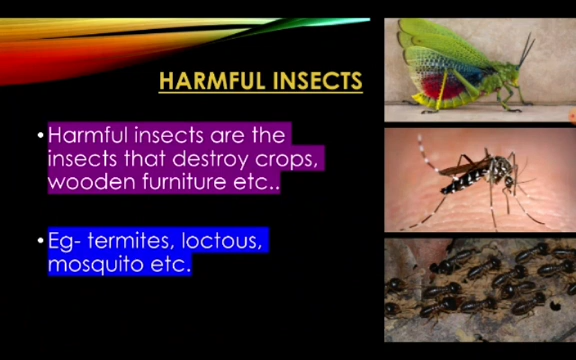 HARMFUL INSECTS
• Harmful insects are the
insects that destroy crops,
wooden furniture etc..
• Eg- termites, loctous,
mosquito etc.